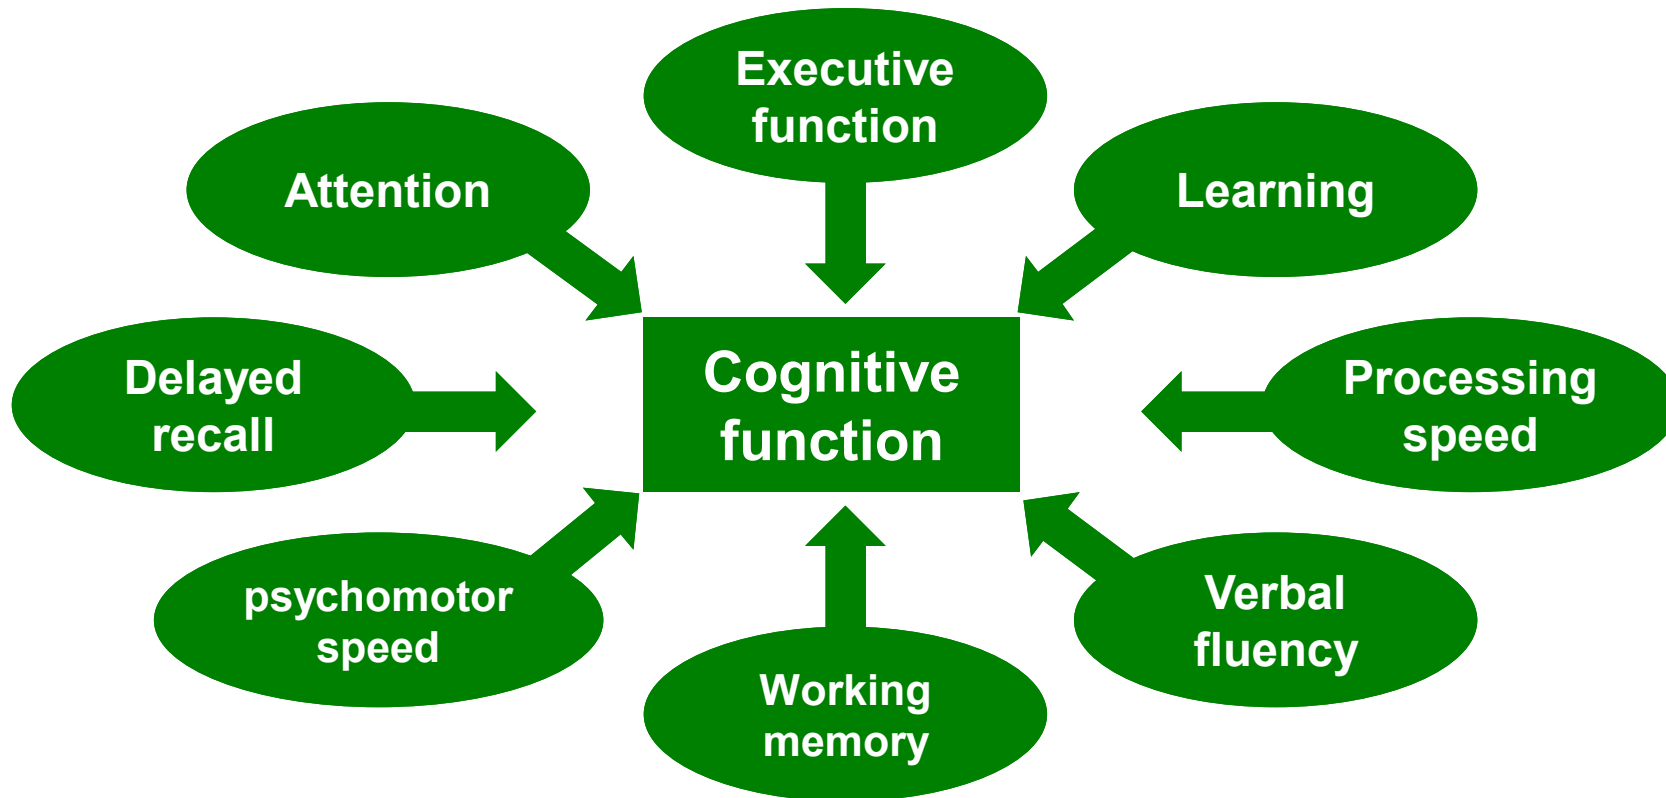 Executive
function
Attention
Learning
Delayed
recall
Cognitive
function
Processing
speed
psychomotor
speed
Verbal
fluency
Working
memory